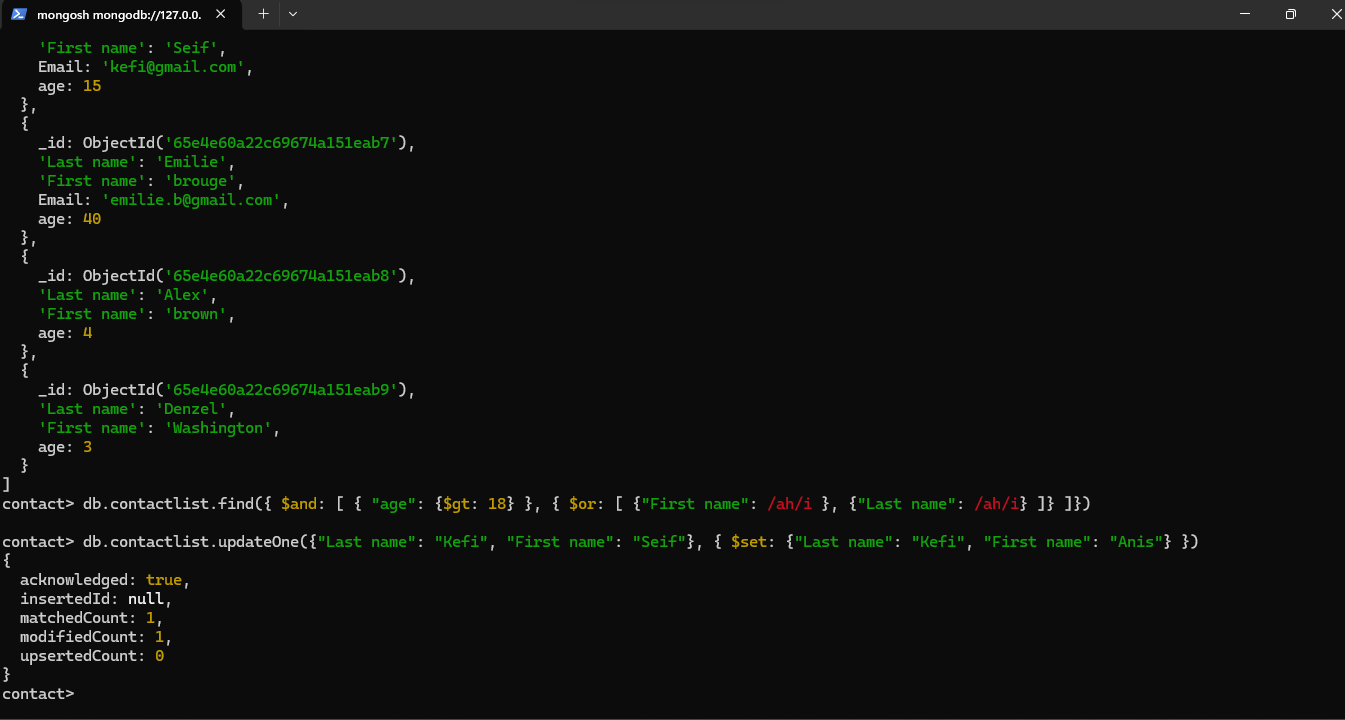 mongosh mongodb://127.0.0.
'First name': 'Seif',
Email: 'kefi@gmail.com',
age: 15
},
{
_id: ObjectId('65e4e60a22c69674a151eab7'),
'Last name': 'Emilie',
'First name': 'brouge',
Email: 'emilie.b@gmail.com',
age: 40
},
{
_id: ObjectId('65e4e60a22c69674a151eab8'),
'Last name': 'Alex',
'First name': 'brown',
age: 4
},
{
_id: ObjectId('65e4e60a22c69674a151eab9'),
'Last name': 'Denzel',
'First name': 'Washington',
age: 3
}
]
contact> db.contactlist.find({ $and: [ { "age": {$gt: 18} }, { $or: [ {"First name": /ah/i }, {"Last name": /ah/i} ]} ]})
contact> db.contactlist.updateOne({"Last name": "Kefi", "First name": "Seif"}, { $set: {"Last name": "Kefi", "First name": "Anis"} })
{
acknowledged: true,
insertedId: null,
matchedCount: 1,
modifiedCount: 1,
upsertedCount: 0
}
contact>